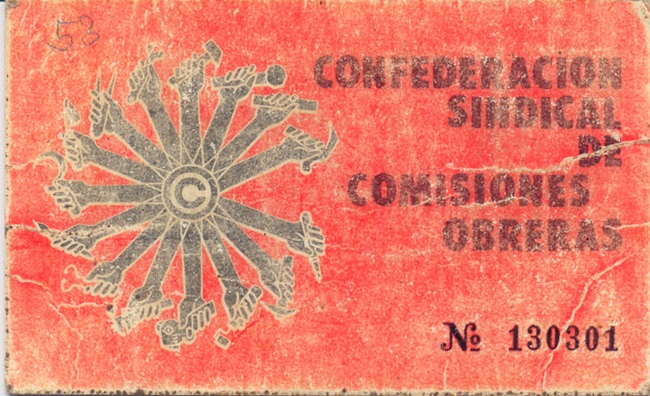 53
CONFEDERACION
SINDICAL
DE
COMISIONES
OBRERAS
Nº 130301